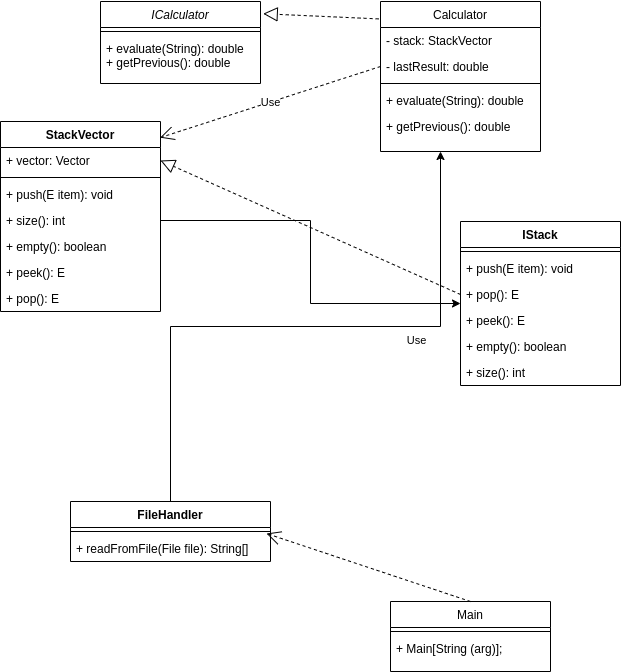 ICalculator
+ evaluate(String): double
+ getPrevious(): double
Calculator
- stack: StackVector
- lastResult: double
+ evaluate(String): double
+ getPrevious(): double
Use
StackVector
+ vector: Vector
+ push(E item): void
+ size(): int
+ empty(): boolean
+ peek(): E
+ pop(): E
IStack
+ push(E item): void
+ pop(): E
+ peek(): E
+ empty(): boolean
+ size(): int
Use
FileHandler
+ readFromFile(File file): String[]
Main
+ Main[String (arg)];